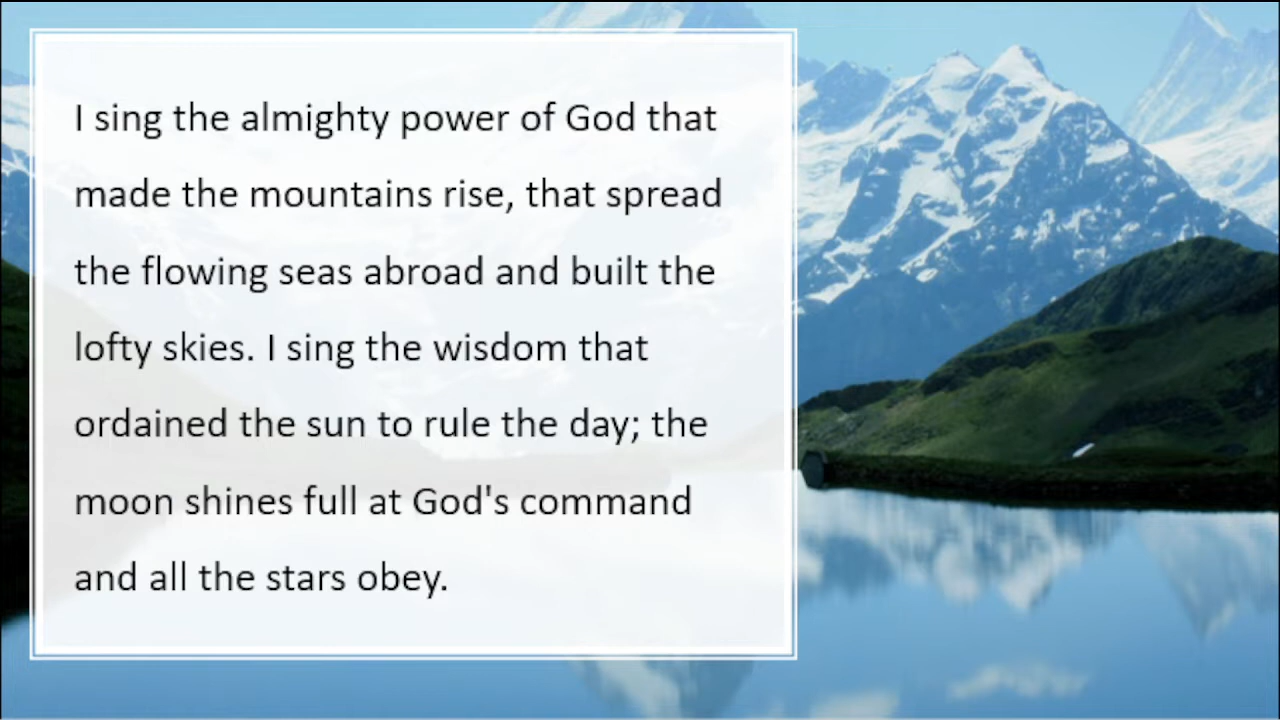 I sing the almighty power of God that
made the mountains rise, that spread
the flowing seas abroad and built the
lofty skies. I sing the wisdom that
ordained the sun to rule the day; the
moon shines full at God's command
and all the stars obey.